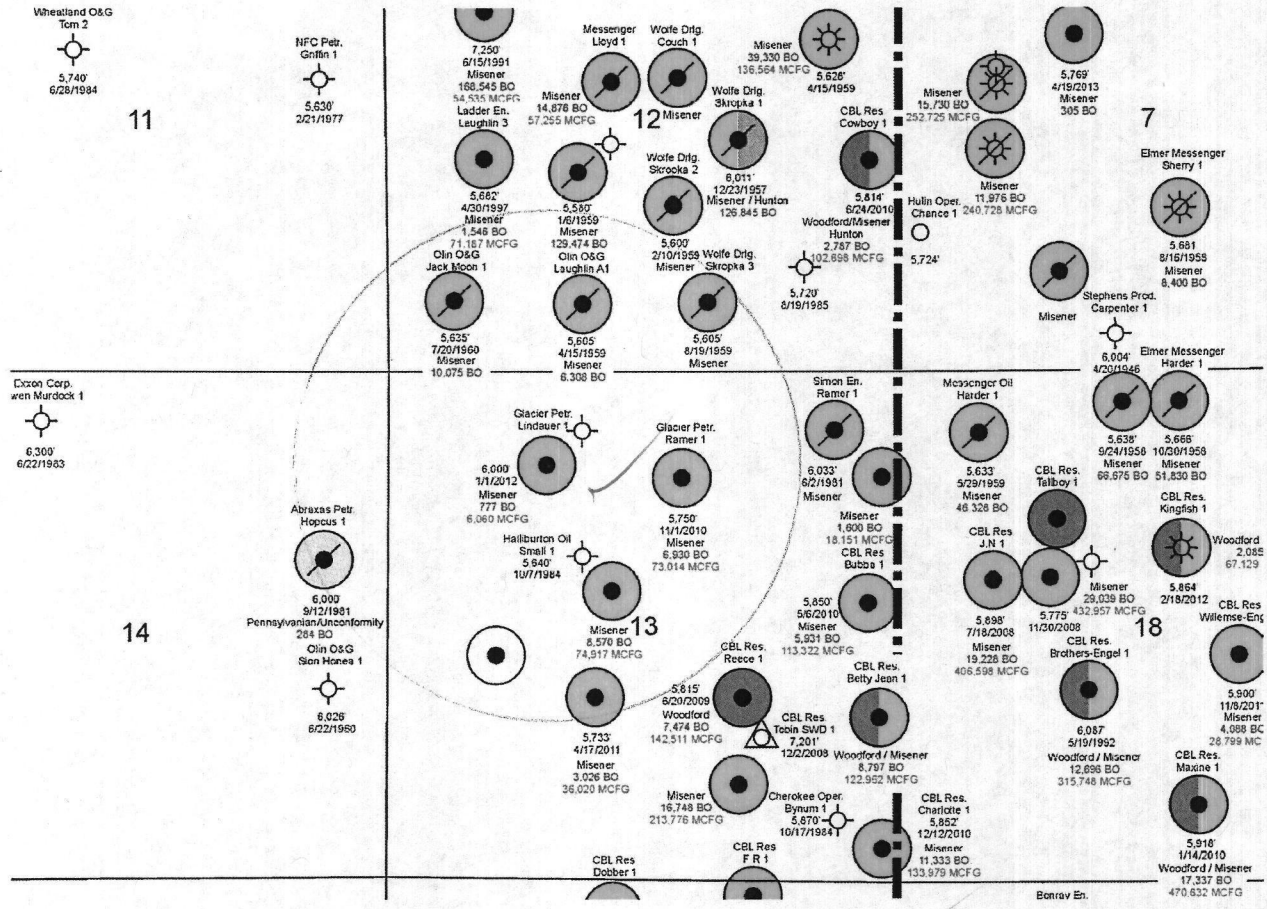 Wheatland O&G
Tom 2
5,740'
6/28/1984
NFC Petr.
Griffin 1
5,630'
2/21/1977
11
7,250'
6/15/1991
Misener
168,545 BO
54,535 MCFG
Ladder En.
Laughlin 3
5,662'
4/30/1997
Misener
1,546 BO
71,187 MCFG
Messenger
Lloyd 1
Misener
14,878 BO
57,255 MCFG
Wolfe Drlg.
Couch 1
Misener
12
5,580'
1/6/1959
Misener
129,474 BO
Wolfe Drlg.
Skropka 1
6,011'
12/23/1957
Misener / Hunton
126,845 BO
Wolfe Drlg.
Skropka 2
5,600'
2/10/1959
Misener
Misener
39,330 BO
136,564 MCFG
5,626'
4/15/1959
CBL Res
Cowboy 1
5,814'
6/24/2010
Woodford/Misener
Hunton
2,787 BO
102,698 MCFG
5,720'
8/19/1985
Olin O&G
Jack Moon 1
5,635'
7/20/1960
Misener
10,075 BO
Olin O&G
Laughlin A1
5,605'
4/15/1959
Misener
6,308 BO
Wolfe Drlg.
Skropka 3
5,605'
8/19/1959
Misener
Misener
15,730 BO
252,725 MCFG
Misener
11,976 BO
240,728 MCFG
5,769'
4/19/2013
Misener
305 BO
7
Hulin Oper.
Chance 1
5,724'
Elmer Messenger
Sherry 1
5,681
8/16/1958
Misener
8,400 BO
Misener
Stephens Prod.
Carpenter 1
6,004'
4/20/1946
Exxon Corp.
wen Murdock 1
6,300'
6/22/1983
Abraxas Petr.
Hopcus 1
6,000'
9/12/1981
Pennsylvanian/Unconformity
284 BO
14
Olin O&G
Sion Honea 1
6,026'
6/22/1960
Glacier Petr.
Lindauer 1
6,000'
1/1/2012
Misener
777 BO
6,060 MCFG
Glacier Petr.
Ramer 1
5,750'
11/1/2010
Misener
6,930 BO
73,014 MCFG
Halliburton Oil
Small 1
5,640'
10/7/1984
Misener
8,570 BO
74,917 MCFG
13
5,733'
4/17/2011
Misener
3,026 BO
36,020 MCFG
Simon En.
Ramer 1
6,033'
6/2/1981
Misener
Misener
1,600 BO
18,151 MCFG
CBL Res
Bubba 1
5,850'
5/6/2010
Misener
5,931 BO
113,322 MCFG
CBL Res.
Reece 1
5,815'
6/20/2009
Woodford
7,474 BO
142,511 MCFG
CBL Res.
Tobin SWD 1
7,201'
12/2/2008
CBL Res.
Betty Jean 1
Woodford / Misener
8,797 BO
122,962 MCFG
Misener
16,748 BO
213,776 MCFG
Cherokee Oper.
Bynum 1
5,870'
10/17/1984
CBL Res.
Charlotte 1
5,852'
12/12/2010
Misener
11,333 BO
133,979 MCFG
CBL Res
Dobber 1
CBL Res
F R 1
Messenger Oil
Harder 1
5,633'
5/29/1959
Misener
46,328 BO
5,638'
9/24/1958
Misener
66,675 BO
Elmer Messenger
Harder 1
5,666'
10/30/1958
Misener
51,830 BO
CBL Res.
Tallboy 1
CBL Res
J.N 1
5,898'
7/18/2008
Misener
19,228 BO
406,598 MCFG
5,775'
11/30/2008
Misener
29,039 BO
432,957 MCFG
CBL Res.
Kingfish 1
Woodford
2,085
67,129
5,864'
2/18/2012
18
CBL Res
Willemse-Eng
5,900'
11/8/201
Misener
4,088 BO
28,799 MC
CBL Res.
Brothers-Engel 1
6,087'
5/19/1992
Woodford / Misener
12,696 BO
315,748 MCFG
CBL Res.
Maxine 1
5,918'
1/14/2010
Woodford / Misener
17,337 BO
470,632 MCFG
Bonray En.